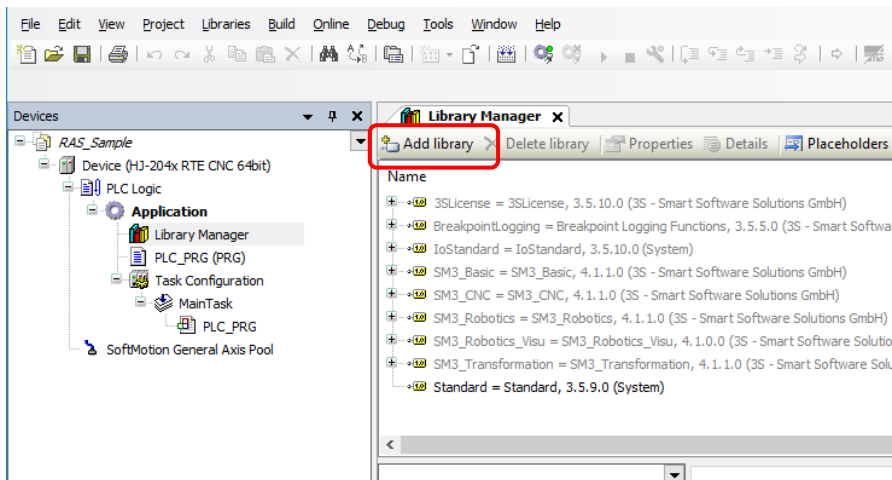 File Edit View Project Libraries Build Online Debug Tools Window Help
Devices
Library Manager
RAS_Sample
Device (HJ-204x RTE CNC 64bit)
PLC Logic
Application
Library Manager
PLC_PRG (PRG)
Task Configuration
MainTask
PLC_PRG
SoftMotion General Axis Pool
Add library Delete library Properties Details Placeholders
Name
3SLicense = 3SLicense, 3.5.10.0 (3S - Smart Software Solutions GmbH)
BreakpointLogging = Breakpoint Logging Functions, 3.5.5.0 (3S - Smart Softwa
IoStandard = IoStandard, 3.5.10.0 (System)
SM3_Basic = SM3_Basic, 4.1.1.0 (3S - Smart Software Solutions GmbH)
SM3_CNC = SM3_CNC, 4.1.1.0 (3S - Smart Software Solutions GmbH)
SM3_Robotics = SM3_Robotics, 4.1.1.0 (3S - Smart Software Solutions GmbH)
SM3_Robotics_Visu = SM3_Robotics_Visu, 4.1.0.0 (3S - Smart Software Solutio
SM3_Transformation = SM3_Transformation, 4.1.1.0 (3S - Smart Software Solu
Standard = Standard, 3.5.9.0 (System)